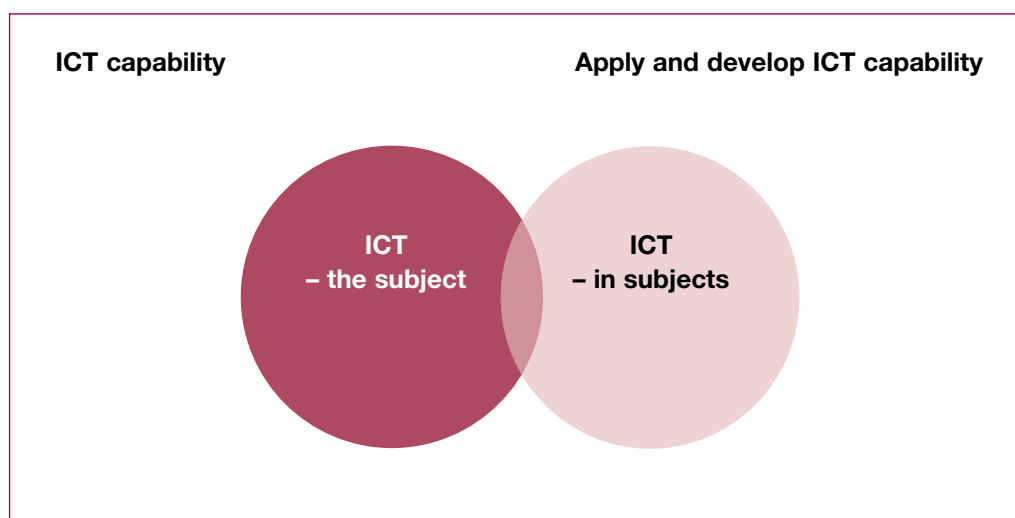 ICT capability
Apply and develop ICT capability
ICT
– the subject
ICT
– in subjects